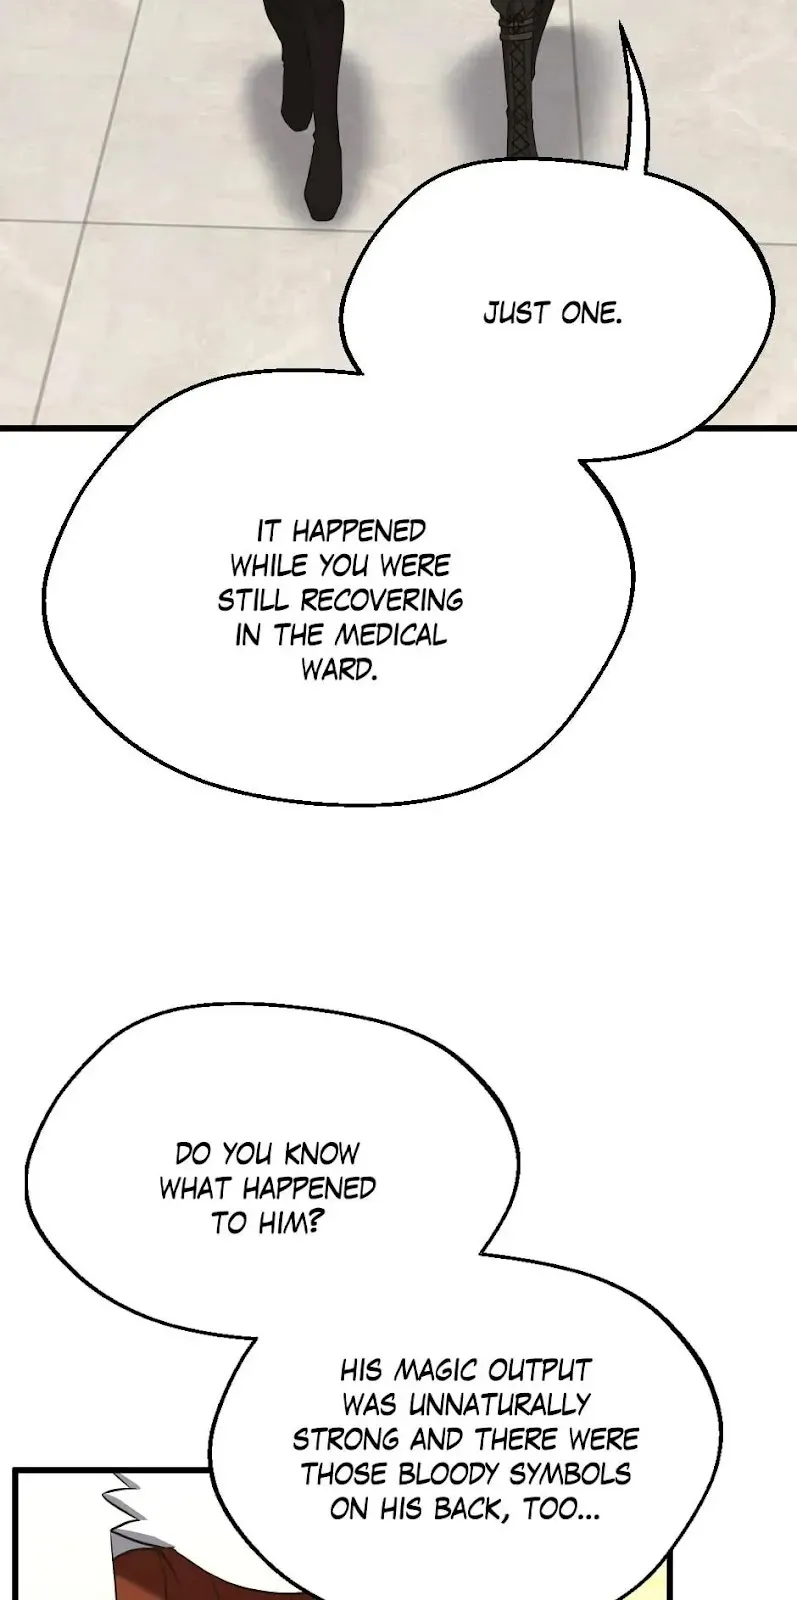 JUST ONE.
IT HAPPENED
WHILE YOU WERE
STILL RECOVERING
IN THE MEDICAL
WARD.
DO YOU KNOW
WHAT HAPPENED
TO HIM?
HIS MAGIC OUTPUT
WAS UNNATURALLY
STRONG AND THERE WERE
THOSE BLOODY SYMBOLS
ON HIS BACK, TOO...